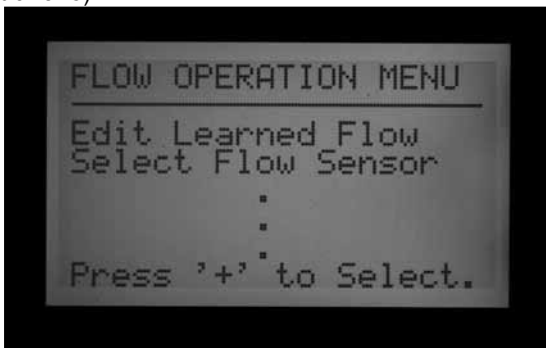 FLOW OPERATION MENU
Edit Learned Flow
Select Flow Sensor
.
.
.
Press '+' to Select.